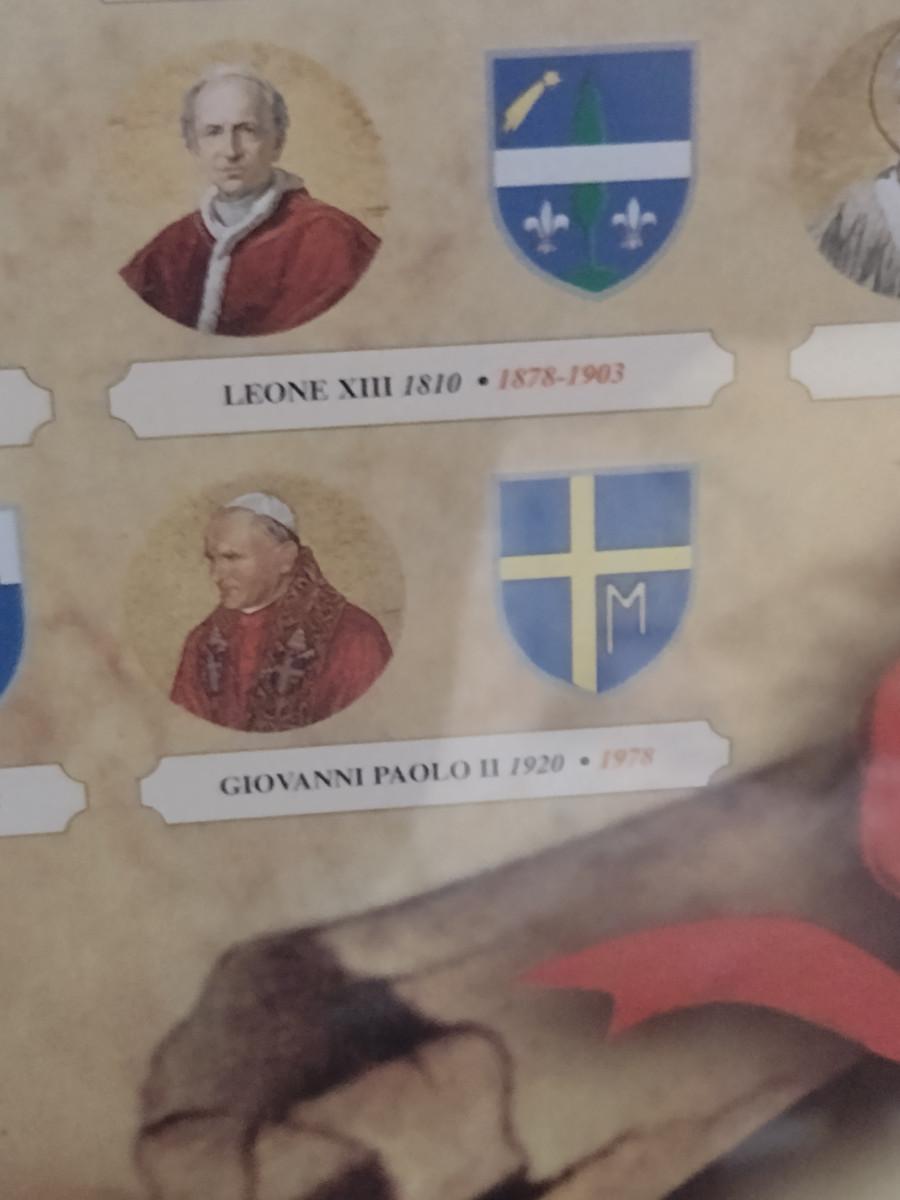 LEONE XIII 1810 • 1878-1903
M
GIOVANNI PAOLO II 1920 • 1978